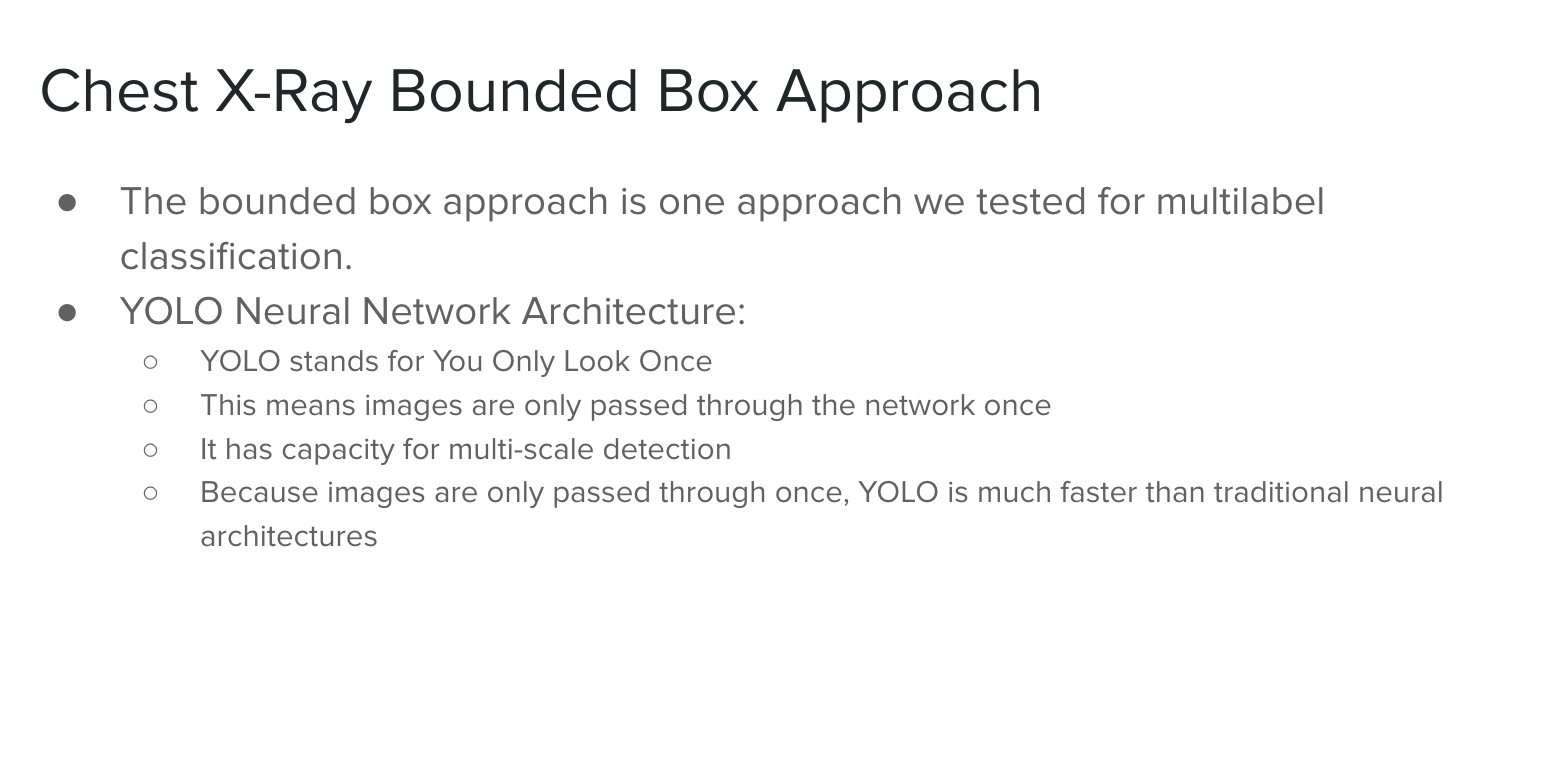 Chest X-Ray Bounded Box Approach
● The bounded box approach is one approach we tested for multilabel
classification.
● YOLO Neural Network Architecture:
○ YOLO stands for You Only Look Once
○ This means images are only passed through the network once
○ It has capacity for multi-scale detection
○ Because images are only passed through once, YOLO is much faster than traditional neural
architectures